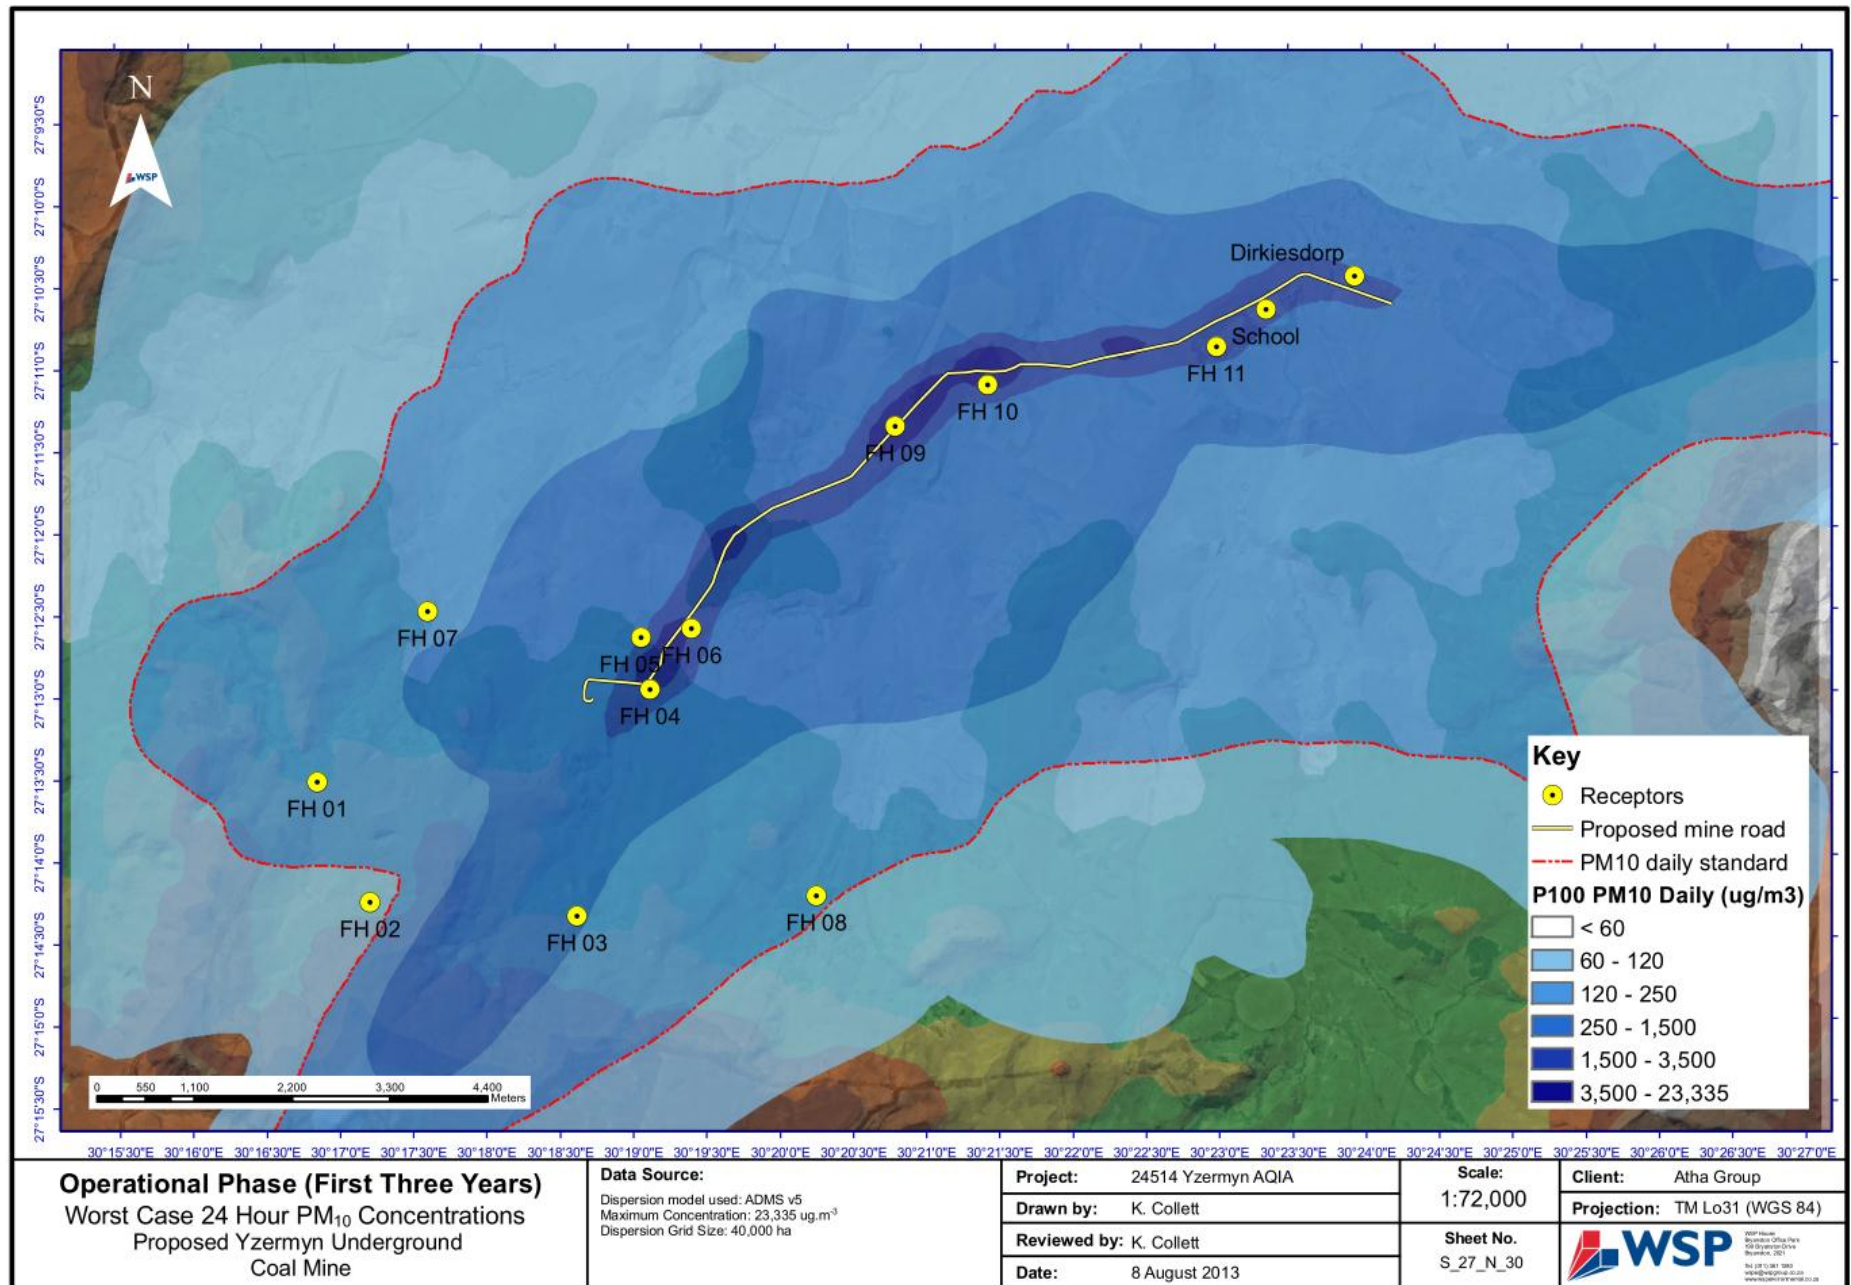 N
WSP
27°9'30"S
27°10'0"S
27°10'30"S
27°11'0"S
27°11'30"S
27°12'0"S
27°12'30"S
27°13'0"S
27°13'30"S
27°14'0"S
27°14'30"S
27°15'0"S
27°15'30"S
Dirkiesdorp
School
FH 11
FH 10
FH 09
FH 07
FH 05
FH 06
FH 04
FH 01
FH 02
FH 03
FH 08
Key
Receptors
Proposed mine road
PM10 daily standard
P100 PM10 Daily (ug/m3)
< 60
60 - 120
120 - 250
250 - 1,500
1,500 - 3,500
3,500 - 23,335
0 550 1,100 2,200 3,300 4,400
Meters
30°15'30"E 30°16'0"E 30°16'30"E 30°17'0"E 30°17'30"E 30°18'0"E 30°18'30"E 30°19'0"E 30°19'30"E 30°20'0"E 30°20'30"E 30°21'0"E 30°21'30"E 30°22'0"E 30°22'30"E 30°23'0"E 30°23'30"E 30°24'0"E 30°24'30"E 30°25'0"E 30°25'30"E 30°26'0"E 30°26'30"E 30°27'0"E
Operational Phase (First Three Years)
Worst Case 24 Hour PM₁₀ Concentrations
Proposed Yzermyn Underground
Coal Mine
Data Source:
Dispersion model used: ADMS v5
Maximum Concentration: 23,335 ug.m⁻³
Dispersion Grid Size: 40,000 ha
Project: 24514 Yzermyn AQIA
Drawn by: K. Collett
Reviewed by: K. Collett
Date: 8 August 2013
Scale:
1:72,000
Sheet No.
S_27_N_30
Client: Atha Group
Projection: TM Lo31 (WGS 84)
WSP